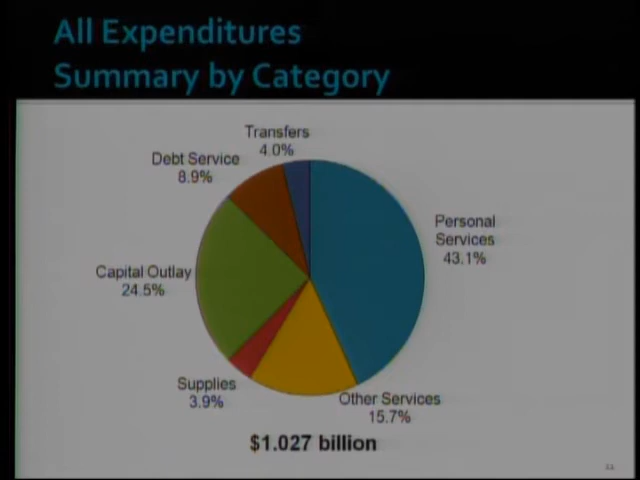 All Expenditures
Summary by Category
Transfers
4.0%
Debt Service
8.9%
Personal
Services
43.1%
Capital Outlay
24.5%
Supplies
3.9%
Other Services
15.7%
$1.027 billion